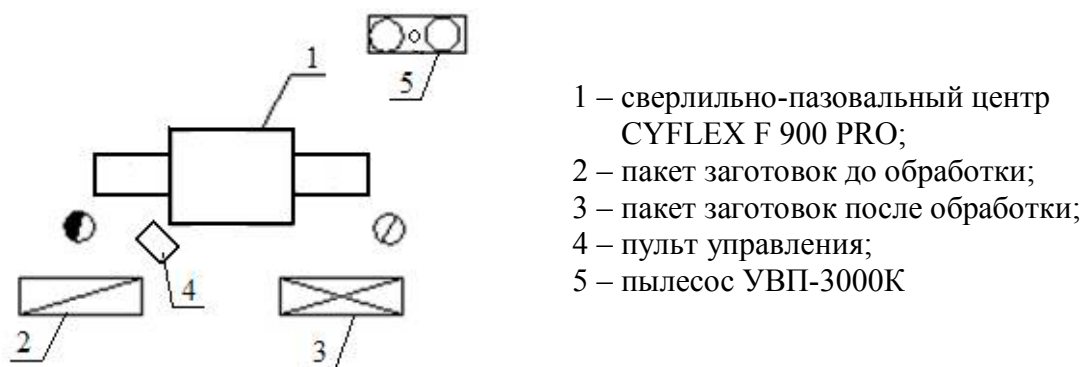 1
5
4
2
3
1 – сверлильно-пазовальный центр
CYFLEX F 900 PRO;
2 – пакет заготовок до обработки;
3 – пакет заготовок после обработки;
4 – пульт управления;
5 – пылесос УВП-3000К